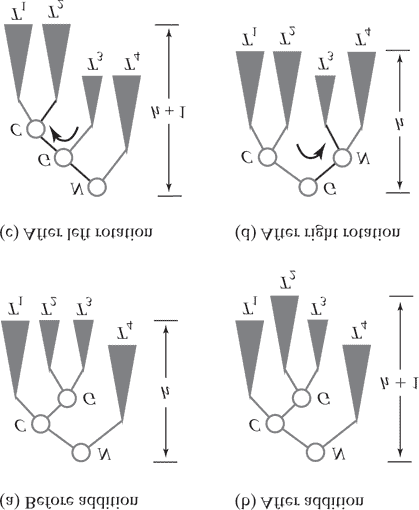 (a) Before addition
N
C
G
h
T1 T2 T3 T4
(b) After addition
N
C
G
h + 1
T1 T2 T3 T4
(c) After left rotation
N
G
C
h + 1
T1 T2 T3 T4
(d) After right rotation
G
C N
h
T1 T2 T3 T4